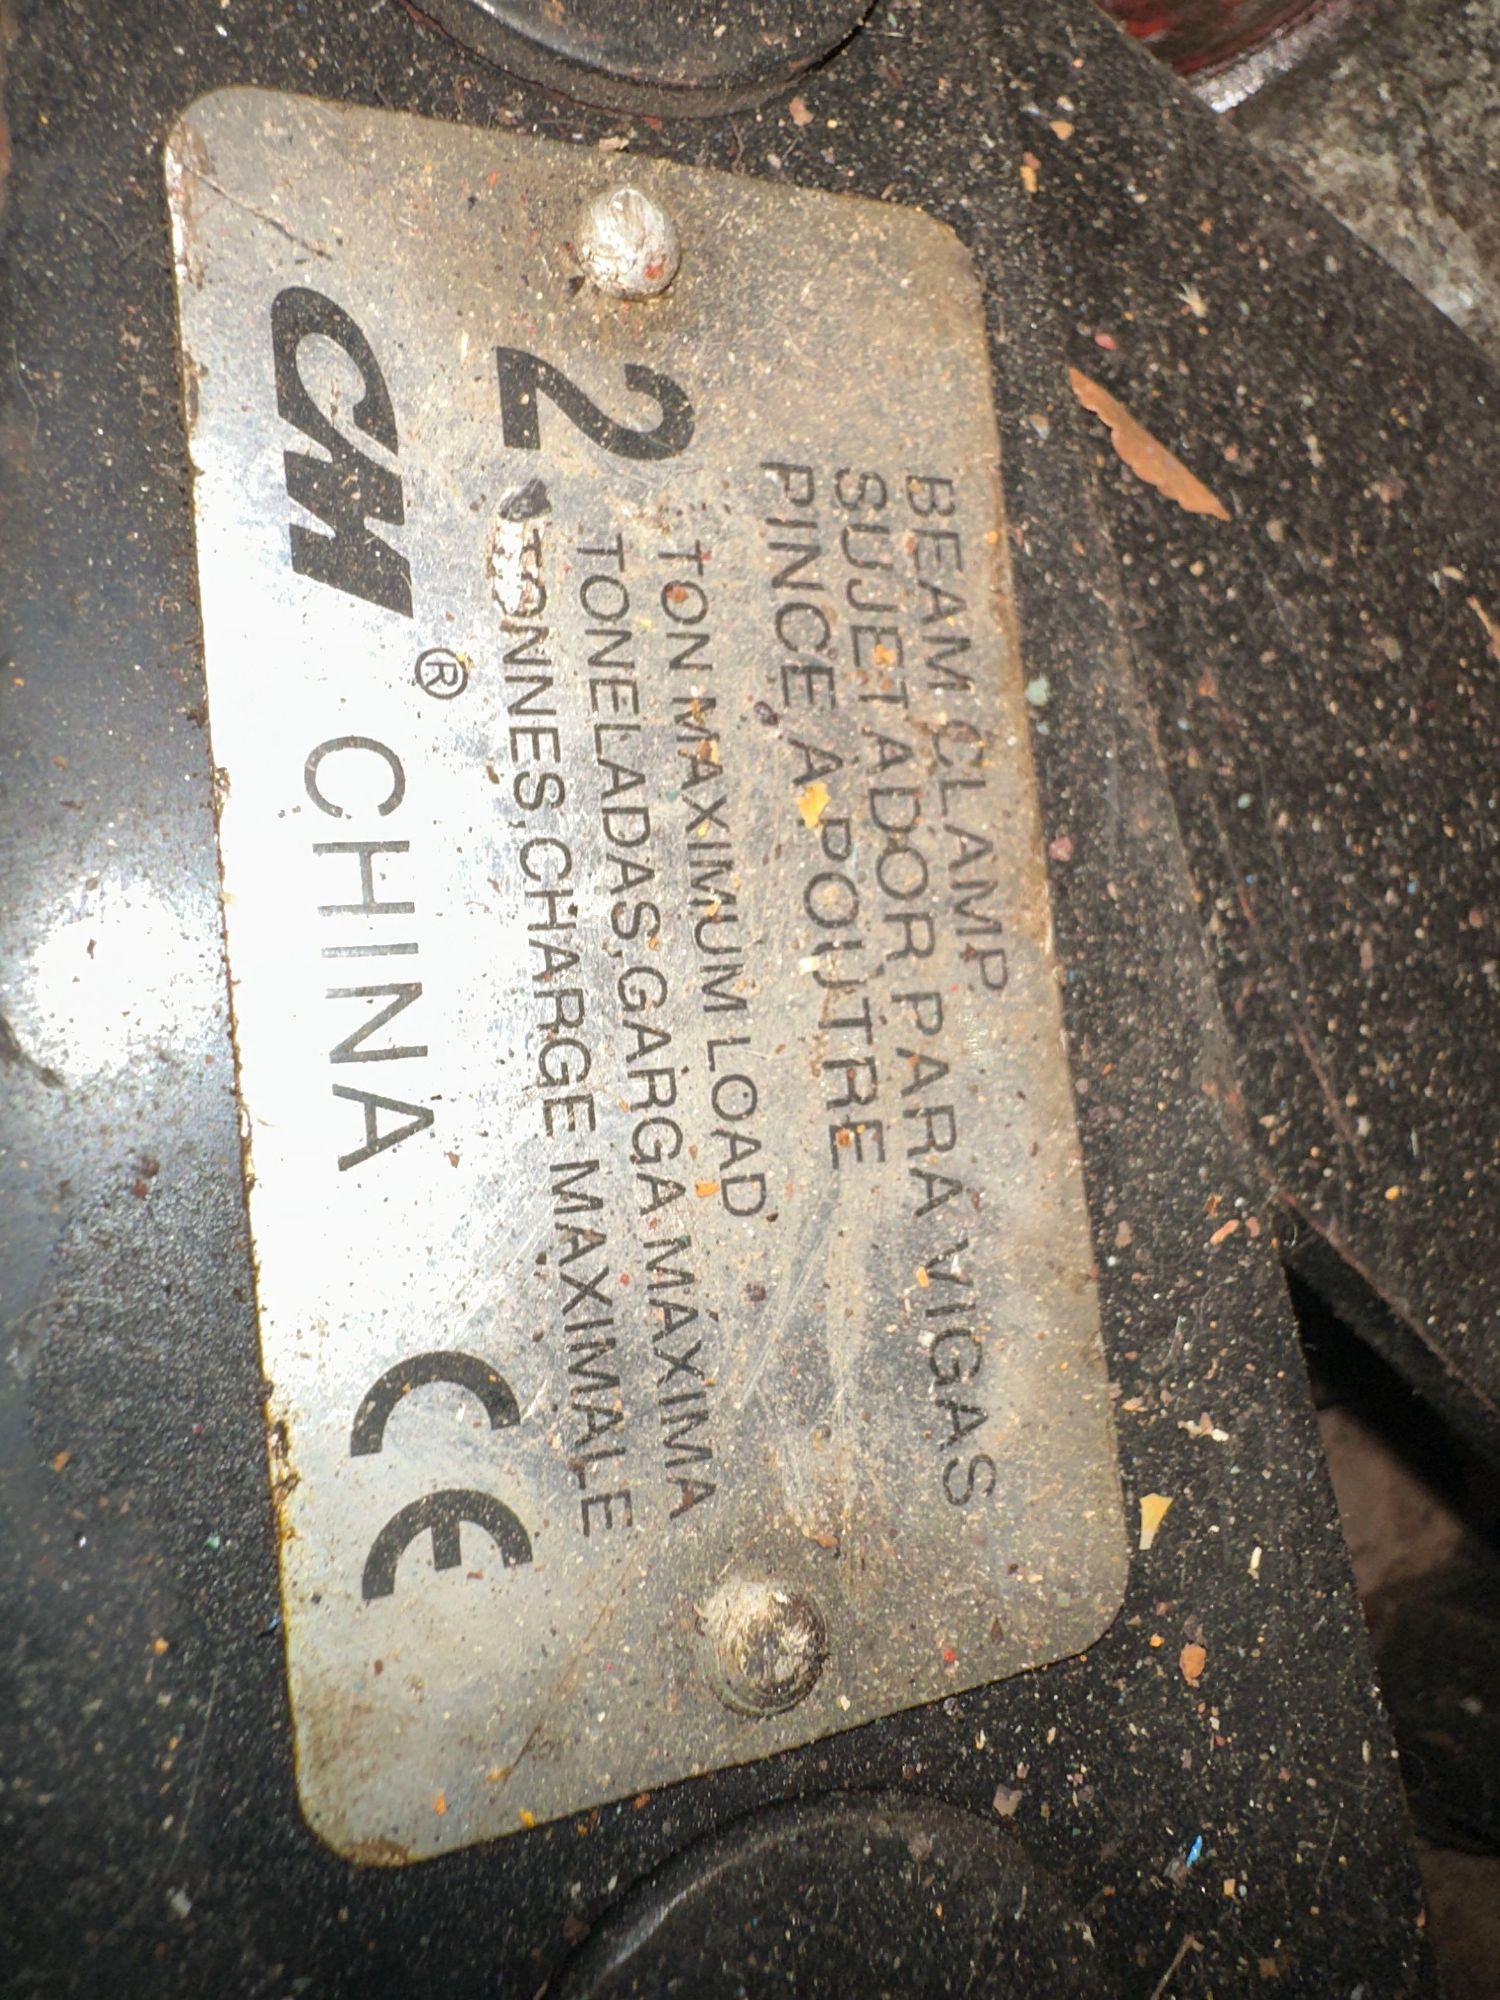 BEAM CLAMP
SUJETADOR PARA VIGAS
PINCE A POUTRE
2 TON MAXIMUM LOAD
TONELADAS,GARGA MÁXIMA
TONNES,CHARGE MAXIMALE
CM® CHINA CE